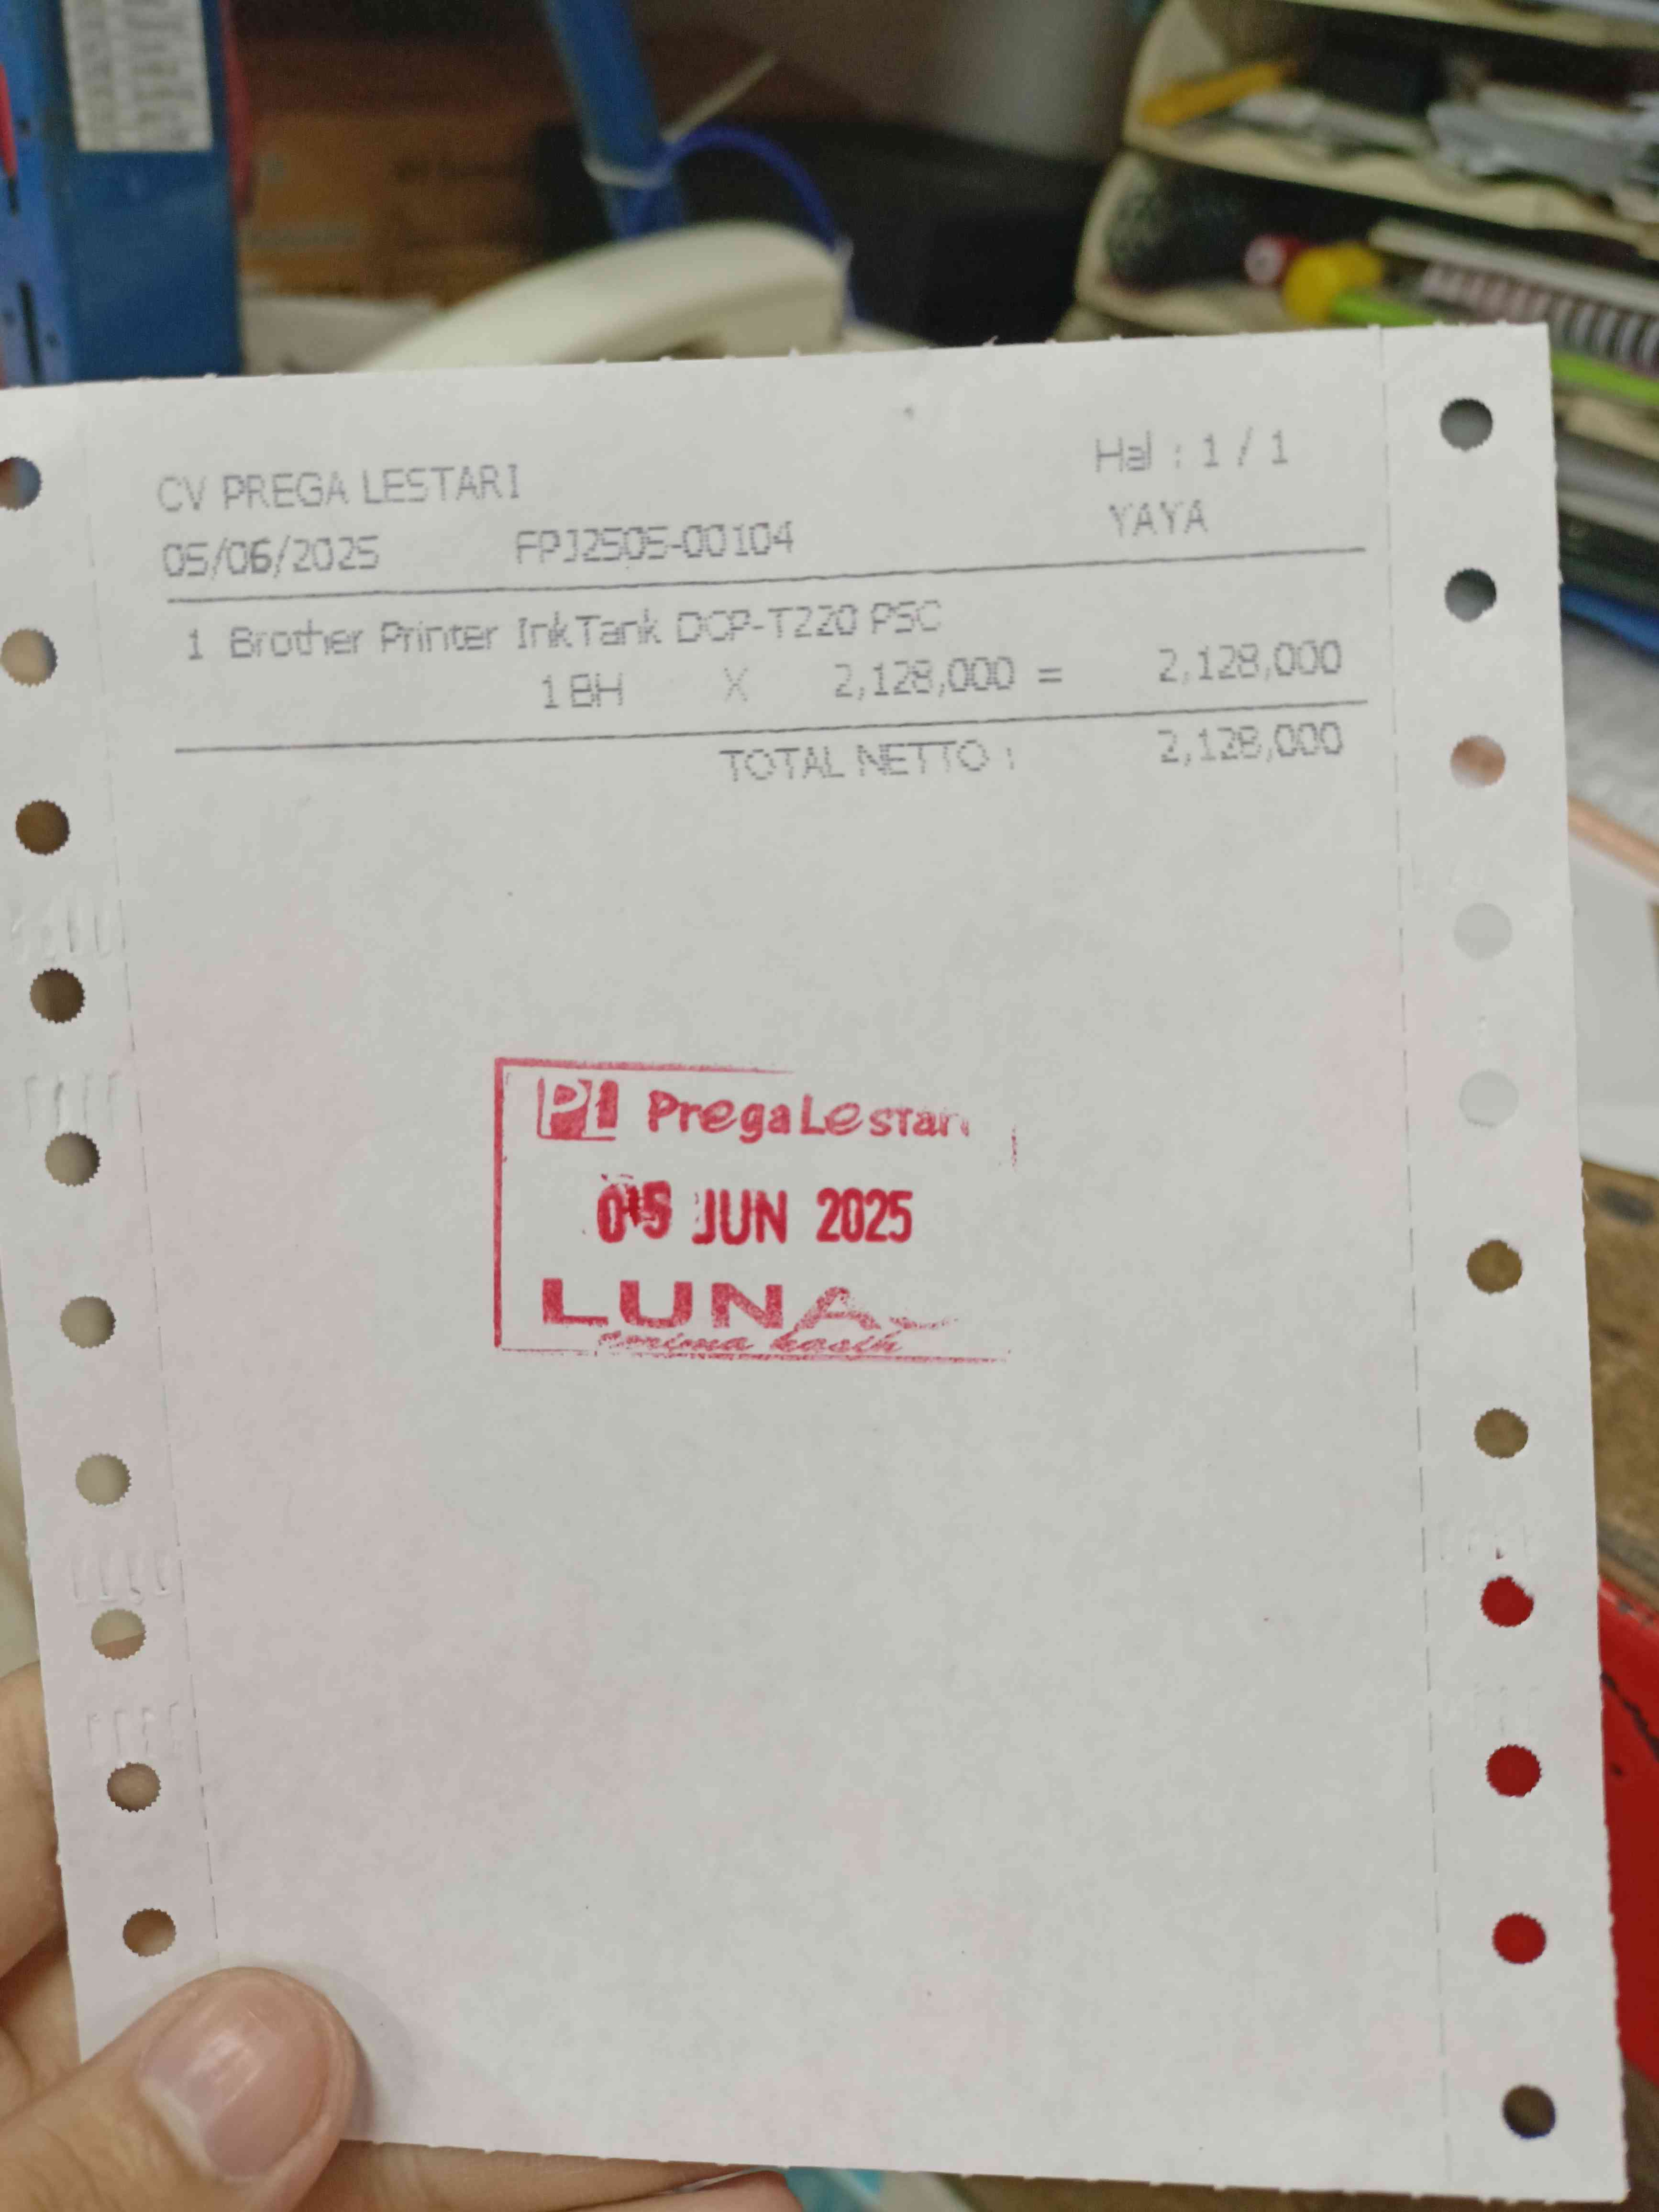 CV PREGA LESTARI Hal : 1 / 1
05/06/2025 FPJ2505-00104 YAYA
1 Brother Printer InkTank DCP-T220 PSC
1 BH X 2,128,000 = 2,128,000
TOTAL NETTO : 2,128,000
PL PregaLestari
05 JUN 2025
LUNAS
terima kasih